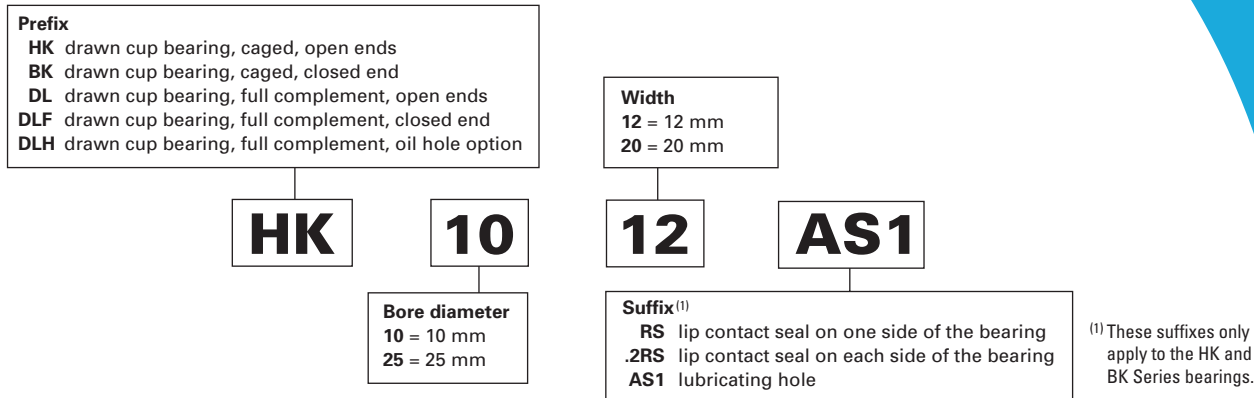 Prefix
HK drawn cup bearing, caged, open ends
BK drawn cup bearing, caged, closed end
DL drawn cup bearing, full complement, open ends
DLF drawn cup bearing, full complement, closed end
DLH drawn cup bearing, full complement, oil hole option
Width
12 = 12 mm
20 = 20 mm
HK 10 12 AS1
Bore diameter
10 = 10 mm
25 = 25 mm
Suffix(1)
RS lip contact seal on one side of the bearing
.2RS lip contact seal on each side of the bearing
AS1 lubricating hole
(1) These suffixes only
apply to the HK and
BK Series bearings.